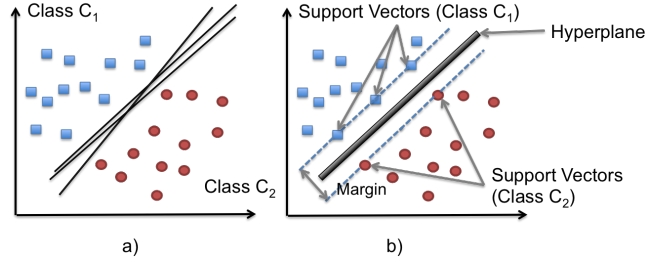 Class C₁
Class C₂
a)
Support Vectors (Class C₁)
Hyperplane
Margin
Support Vectors
(Class C₂)
b)